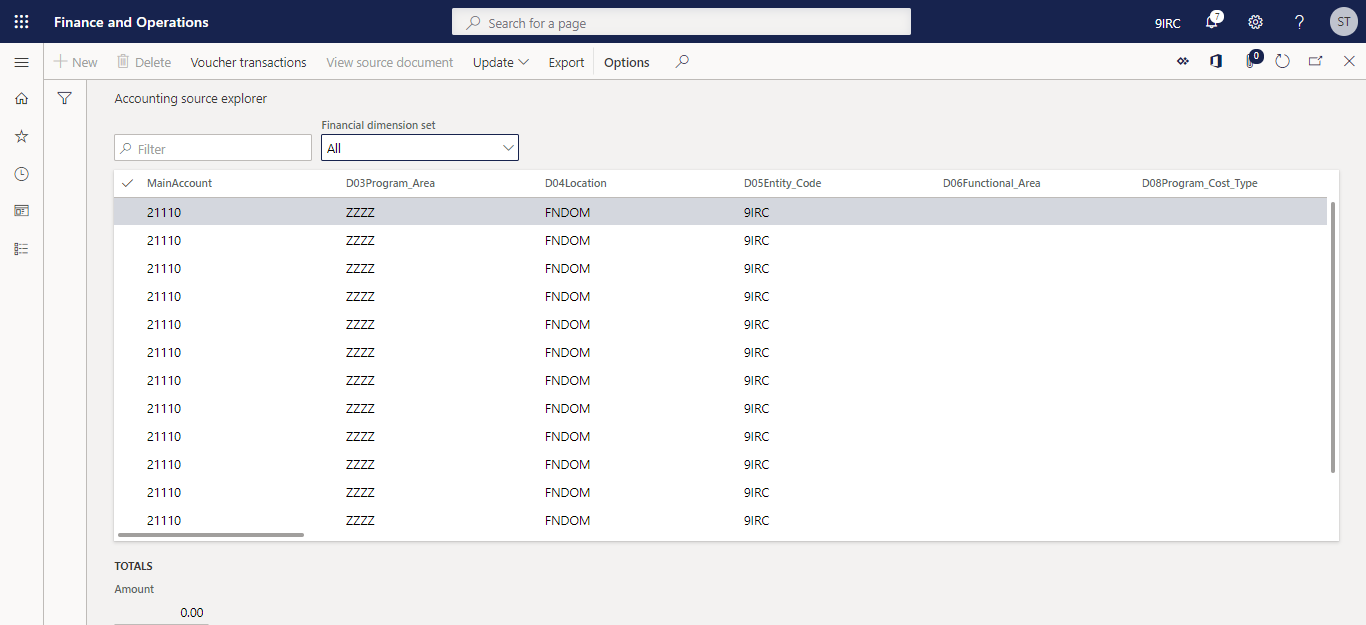 Finance and Operations Search for a page 9IRC 7 ? ST
New Delete Voucher transactions View source document Update Export Options 0
Accounting source explorer
Financial dimension set
Filter All
MainAccount D03Program_Area D04Location D05Entity_Code D06Functional_Area D08Program_Cost_Type
21110 ZZZZ FNDOM 9IRC
21110 ZZZZ FNDOM 9IRC
21110 ZZZZ FNDOM 9IRC
21110 ZZZZ FNDOM 9IRC
21110 ZZZZ FNDOM 9IRC
21110 ZZZZ FNDOM 9IRC
21110 ZZZZ FNDOM 9IRC
21110 ZZZZ FNDOM 9IRC
21110 ZZZZ FNDOM 9IRC
21110 ZZZZ FNDOM 9IRC
21110 ZZZZ FNDOM 9IRC
21110 ZZZZ FNDOM 9IRC
TOTALS
Amount
0.00